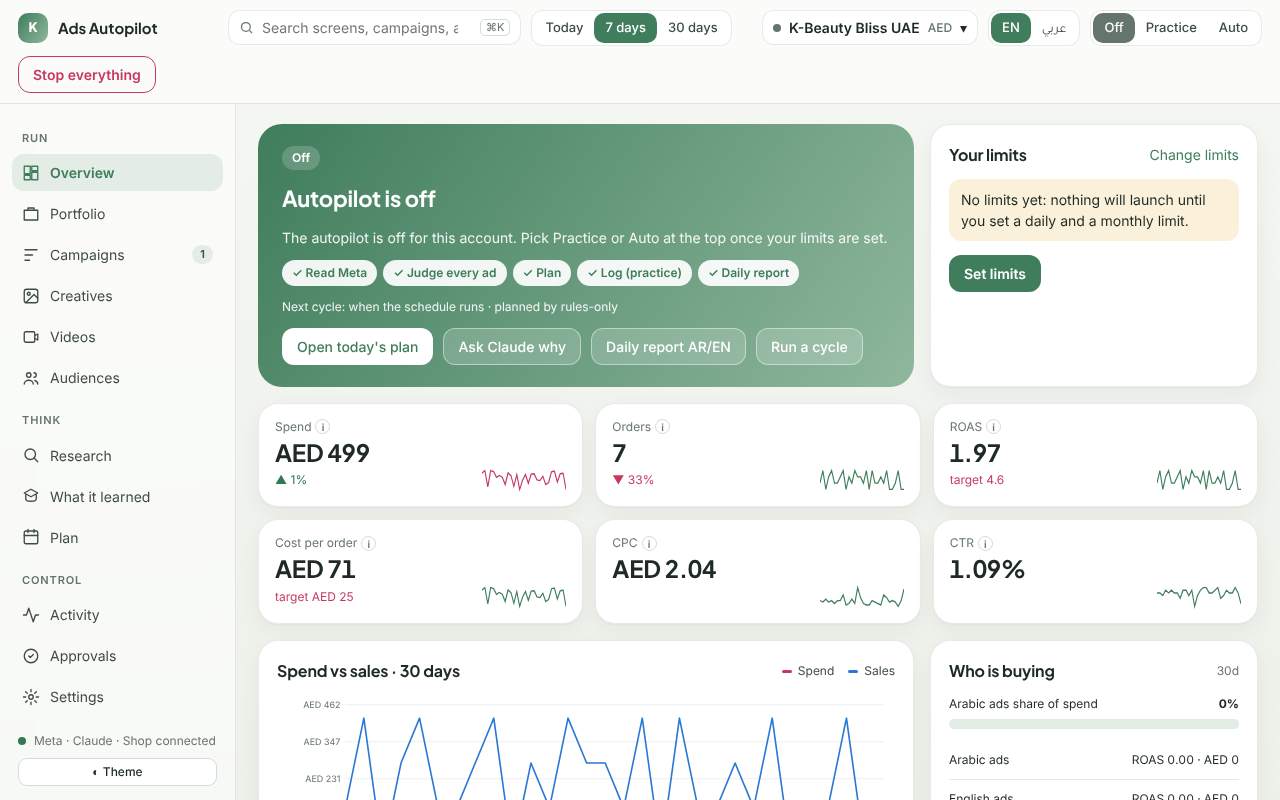 K Ads Autopilot
Search screens, campaigns, a ⌘K
Today 7 days 30 days
K-Beauty Bliss UAE AED ▾
EN عربي
Off Practice Auto
Stop everything
RUN
Overview
Portfolio
Campaigns 1
Creatives
Videos
Audiences
THINK
Research
What it learned
Plan
CONTROL
Activity
Approvals
Settings
Meta · Claude · Shop connected
Theme
Off
Autopilot is off
The autopilot is off for this account. Pick Practice or Auto at the top once your limits are set.
✓ Read Meta ✓ Judge every ad ✓ Plan ✓ Log (practice) ✓ Daily report
Next cycle: when the schedule runs · planned by rules-only
Open today's plan Ask Claude why Daily report AR/EN Run a cycle
Your limits Change limits
No limits yet: nothing will launch until
you set a daily and a monthly limit.
Set limits
Spend i
AED 499
▲ 1%
Orders i
7
▼ 33%
ROAS i
1.97
target 4.6
Cost per order i
AED 71
target AED 25
CPC i
AED 2.04
CTR i
1.09%
Spend vs sales · 30 days
Spend Sales
AED 462
AED 347
AED 231
Who is buying 30d
Arabic ads share of spend 0%
Arabic ads ROAS 0.00 · AED 0
English ads ROAS 0.00 · AED 0